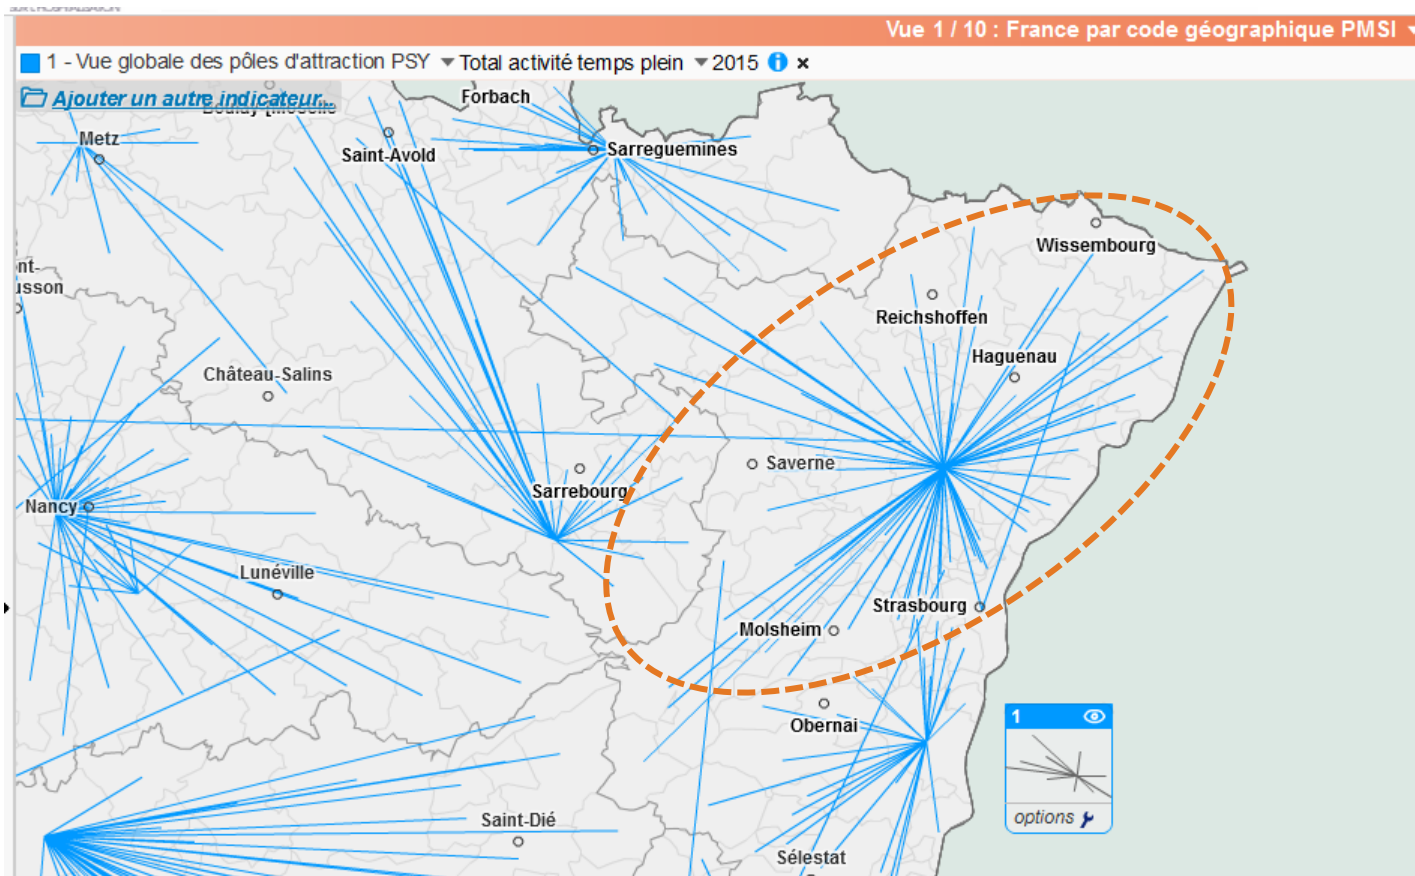 Vue 1 / 10 : France par code géographique PMSI
1 - Vue globale des pôles d'attraction PSY Total activité temps plein 2015 i ×
Ajouter un autre indicateur...
Forbach
Metz
Saint-Avold
Sarreguemines
Wissembourg
nt-
usson
Reichshoffen
Haguenau
Château-Salins
Saverne
Sarrebourg
Nancy
Lunéville
Strasbourg
Molsheim
Obernai
1
options
Saint-Dié
Sélestat